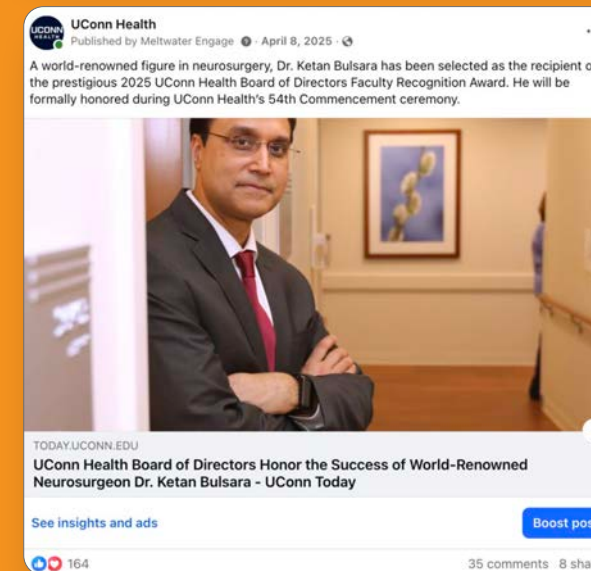 UCONN
HEALTH
UConn Health
Published by Meltwater Engage · April 8, 2025 ·
A world-renowned figure in neurosurgery, Dr. Ketan Bulsara has been selected as the recipient o
the prestigious 2025 UConn Health Board of Directors Faculty Recognition Award. He will be
formally honored during UConn Health's 54th Commencement ceremony.
TODAY.UCONN.EDU
UConn Health Board of Directors Honor the Success of World-Renowned
Neurosurgeon Dr. Ketan Bulsara - UConn Today
See insights and ads
Boost pos
164
35 comments 8 sha